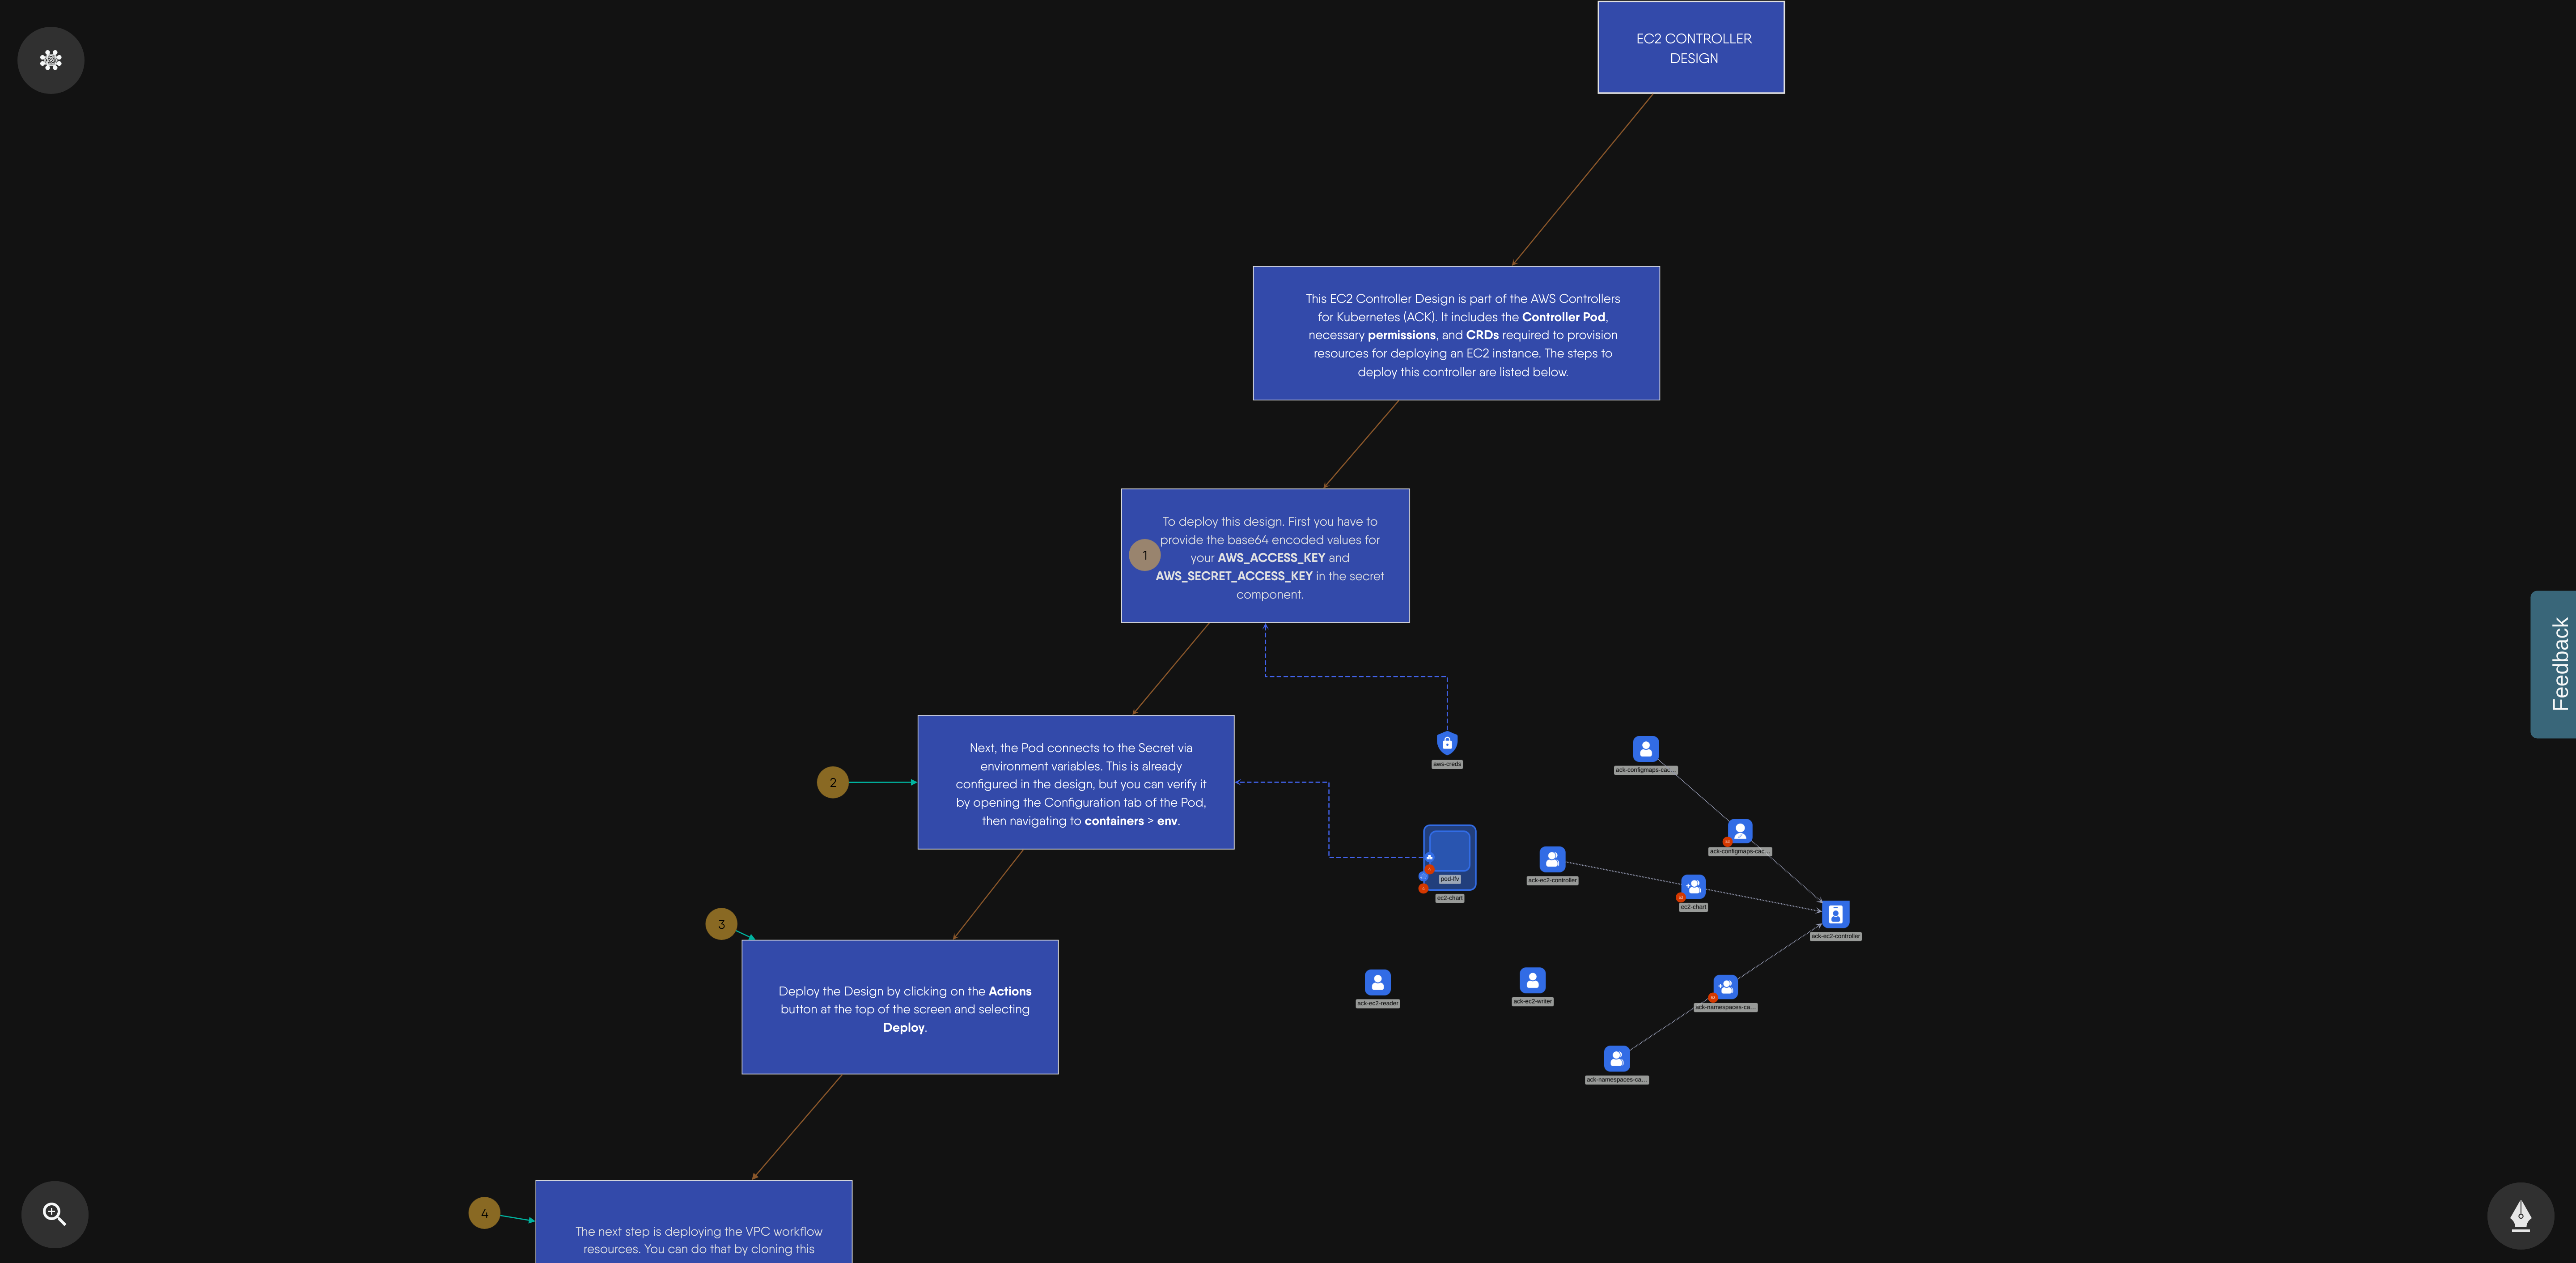 EC2 CONTROLLER
DESIGN
This EC2 Controller Design is part of the AWS Controllers
for Kubernetes (ACK). It includes the Controller Pod,
necessary permissions, and CRDs required to provision
resources for deploying an EC2 instance. The steps to
deploy this controller are listed below.
1
To deploy this design. First you have to
provide the base64 encoded values for
your AWS_ACCESS_KEY and
AWS_SECRET_ACCESS_KEY in the secret
component.
2
Next, the Pod connects to the Secret via
environment variables. This is already
configured in the design, but you can verify it
by opening the Configuration tab of the Pod,
then navigating to containers > env.
3
Deploy the Design by clicking on the Actions
button at the top of the screen and selecting
Deploy.
4
The next step is deploying the VPC workflow
resources. You can do that by cloning this
aws-creds
pod-lfv
ec2-chart
ack-configmaps-cac...
ack-configmaps-cac...
ack-ec2-controller
ec2-chart
ack-ec2-controller
ack-ec2-reader
ack-ec2-writer
ack-namespaces-ca...
ack-namespaces-ca...
Feedback